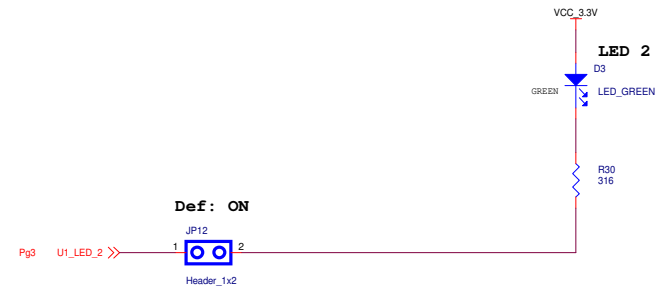 VCC_3.3V
LED 2
D3
GREEN
LED_GREEN
R30
316
Def: ON
JP12
Pg3
U1_LED_2
1
2
Header_1x2